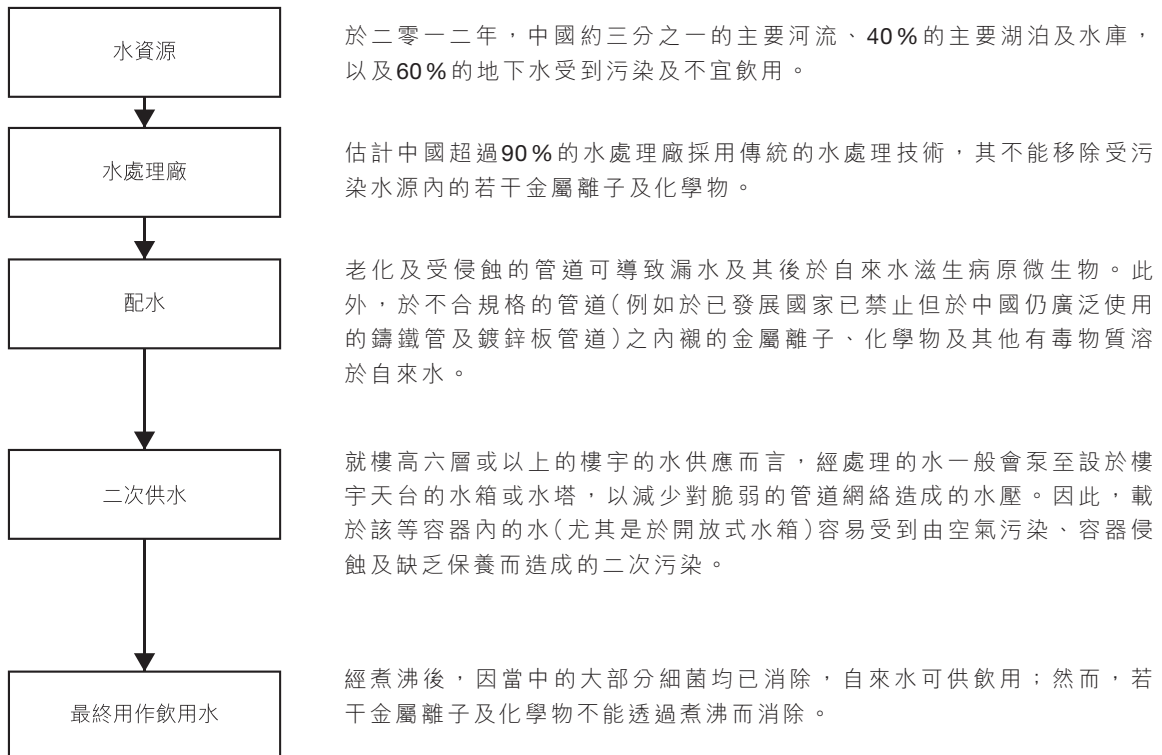 水資源
於二零一二年，中國約三分之一的主要河流、40%的主要湖泊及水庫，
以及60%的地下水受到污染及不宜飲用。
水處理廠
估計中國超過90%的水處理廠採用傳統的水處理技術，其不能移除受污
染水源內的若干金屬離子及化學物。
配水
老化及受侵蝕的管道可導致漏水及其後於自來水滋生病原微生物。此
外，於不合規格的管道(例如於已發展國家已禁止但於中國仍廣泛使用
的鑄鐵管及鍍鋅板管道)之內襯的金屬離子、化學物及其他有毒物質溶
於自來水。
二次供水
就樓高六層或以上的樓宇的水供應而言，經處理的水一般會泵至設於樓
宇天台的水箱或水塔，以減少對脆弱的管道網絡造成的水壓。因此，載
於該等容器內的水(尤其是於開放式水箱)容易受到由空氣污染、容器侵
蝕及缺乏保養而造成的二次污染。
最終用作飲用水
經煮沸後，因當中的大部分細菌均已消除，自來水可供飲用；然而，若
干金屬離子及化學物不能透過煮沸而消除。